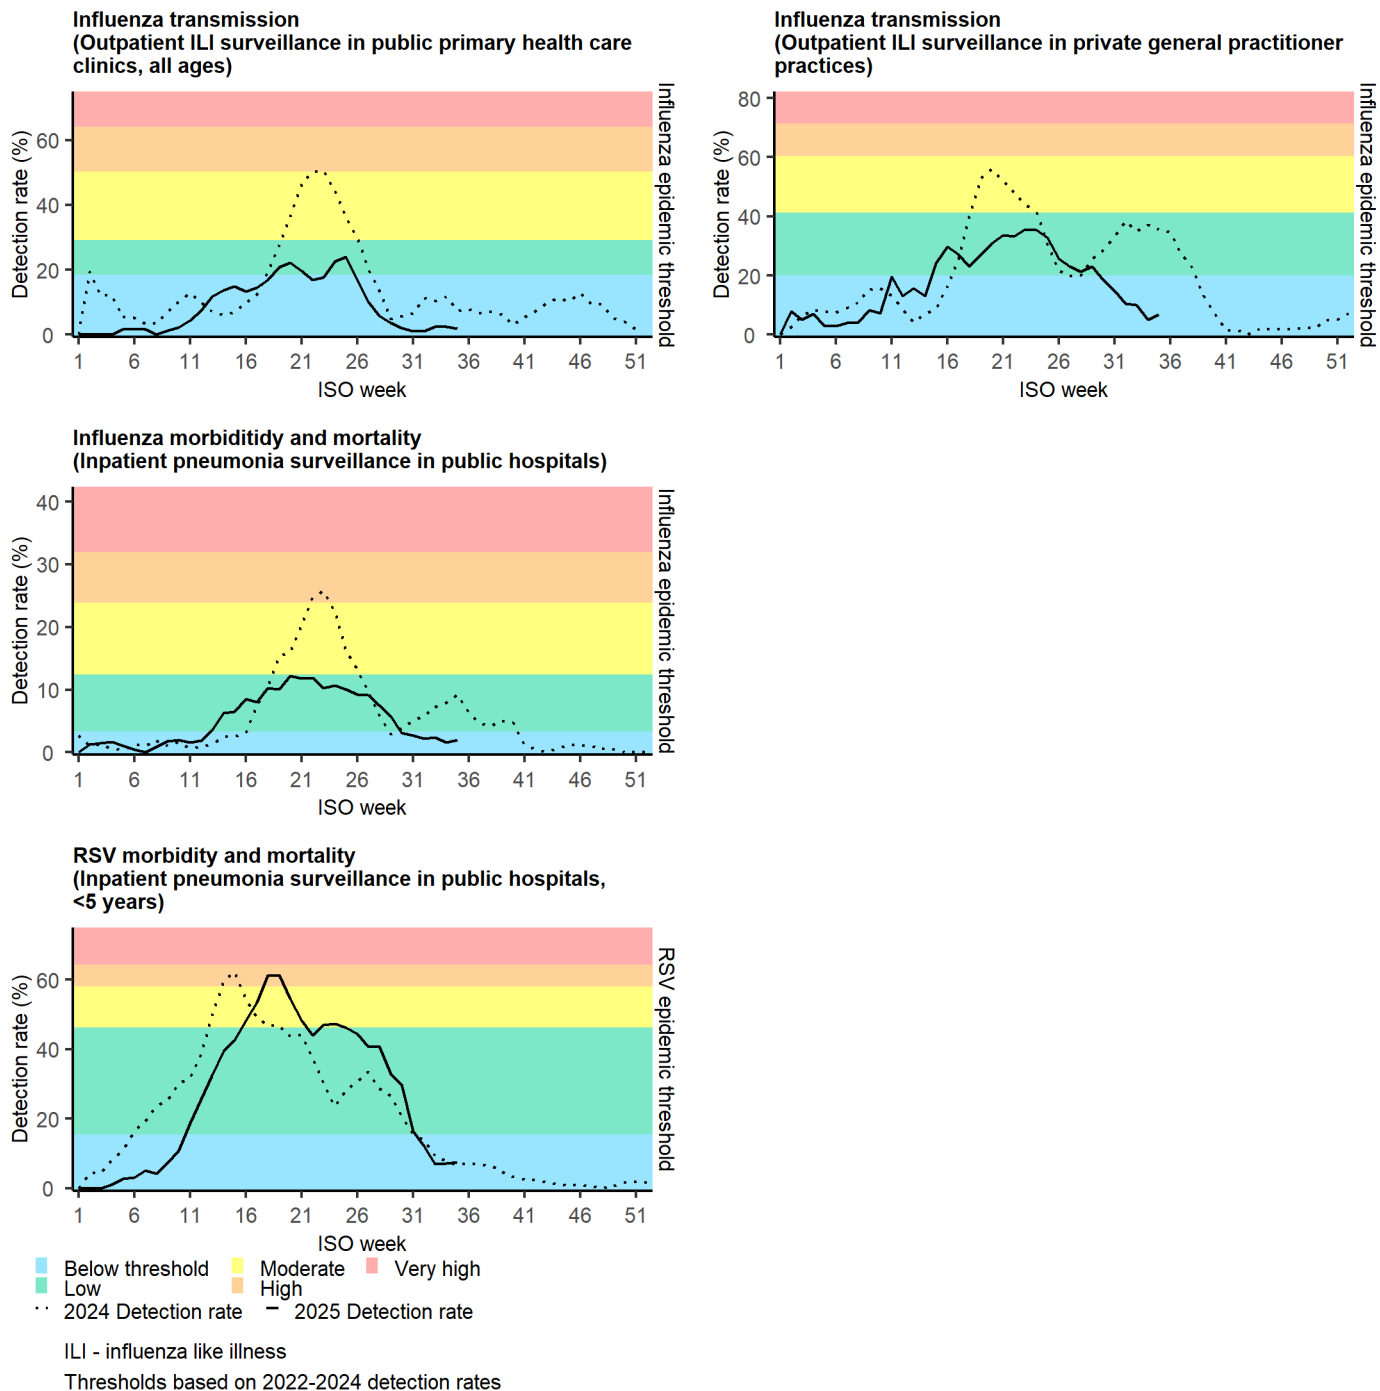 Influenza transmission
(Outpatient ILI surveillance in public primary health care
clinics, all ages)
Detection rate (%)
60
40
20
0
1 6 11 16 21 26 31 36 41 46 51
ISO week
Influenza epidemic threshold
Influenza transmission
(Outpatient ILI surveillance in private general practitioner
practices)
Detection rate (%)
80
60
40
20
0
1 6 11 16 21 26 31 36 41 46 51
ISO week
Influenza epidemic threshold
Influenza morbiditidy and mortality
(Inpatient pneumonia surveillance in public hospitals)
Detection rate (%)
40
30
20
10
0
1 6 11 16 21 26 31 36 41 46 51
ISO week
Influenza epidemic threshold
RSV morbidity and mortality
(Inpatient pneumonia surveillance in public hospitals,
<5 years)
Detection rate (%)
60
40
20
0
1 6 11 16 21 26 31 36 41 46 51
ISO week
RSV epidemic threshold
Below threshold Moderate Very high
Low High
2024 Detection rate 2025 Detection rate
ILI - influenza like illness
Thresholds based on 2022-2024 detection rates